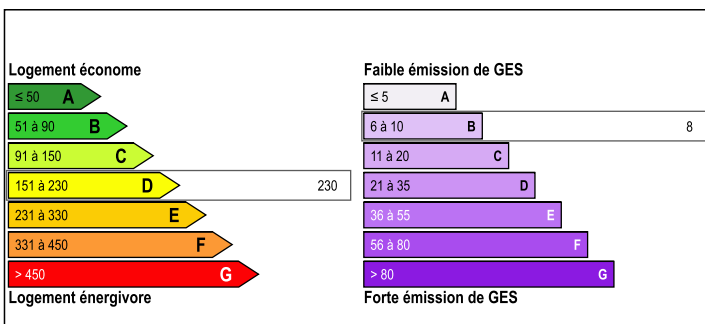 Logement économe
≤ 50 A
51 à 90 B
91 à 150 C
151 à 230 D 230
231 à 330 E
331 à 450 F
> 450 G
Logement énergivore
Faible émission de GES
≤ 5 A
6 à 10 B 8
11 à 20 C
21 à 35 D
36 à 55 E
56 à 80 F
> 80 G
Forte émission de GES